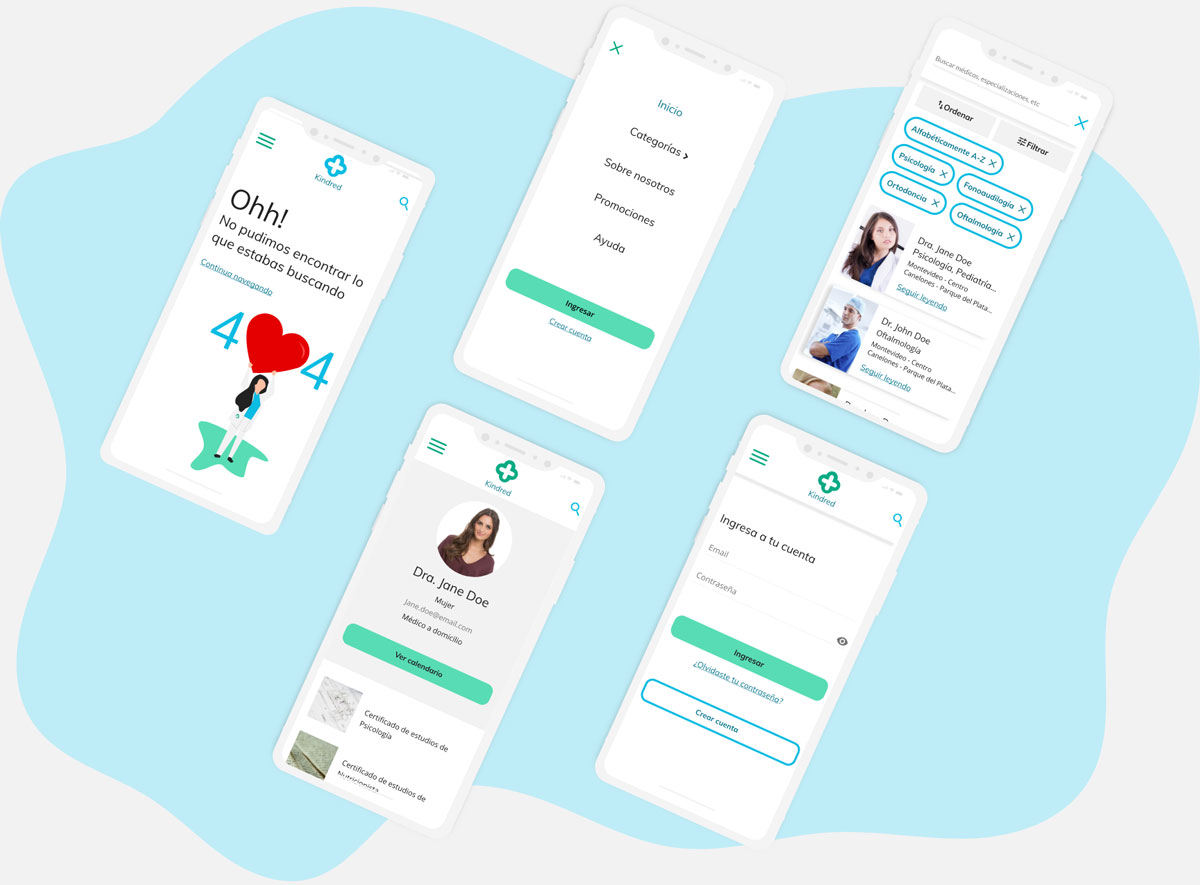 Kindred
Ohh!
No pudimos encontrar lo
que estabas buscando
Continua navegando
4 4
Inicio
Categorías >
Sobre nosotros
Promociones
Ayuda
Ingresar
Crear cuenta
Buscar médicos, especializaciones, etc
Ordenar
Filtrar
Alfabéticamente A-Z X
Psicología X
Fonoaudilogía X
Ortodoncia X
Oftalmología X
Dra. Jane Doe
Psicología, Pediatría...
Montevideo - Centro
Canelones - Parque del Plata...
Seguir leyendo
Dr. John Doe
Oftalmología
Montevideo - Centro
Canelones - Parque del Plata...
Seguir leyendo
Kindred
Dra. Jane Doe
Mujer
jane.doe@email.com
Médico a domicilio
Ver calendario
Certificado de estudios de
Psicología
Certificado de estudios de
Nutricionista
Kindred
Ingresa a tu cuenta
Email
Contraseña
Ingresar
¿Olvidaste tu contraseña?
Crear cuenta